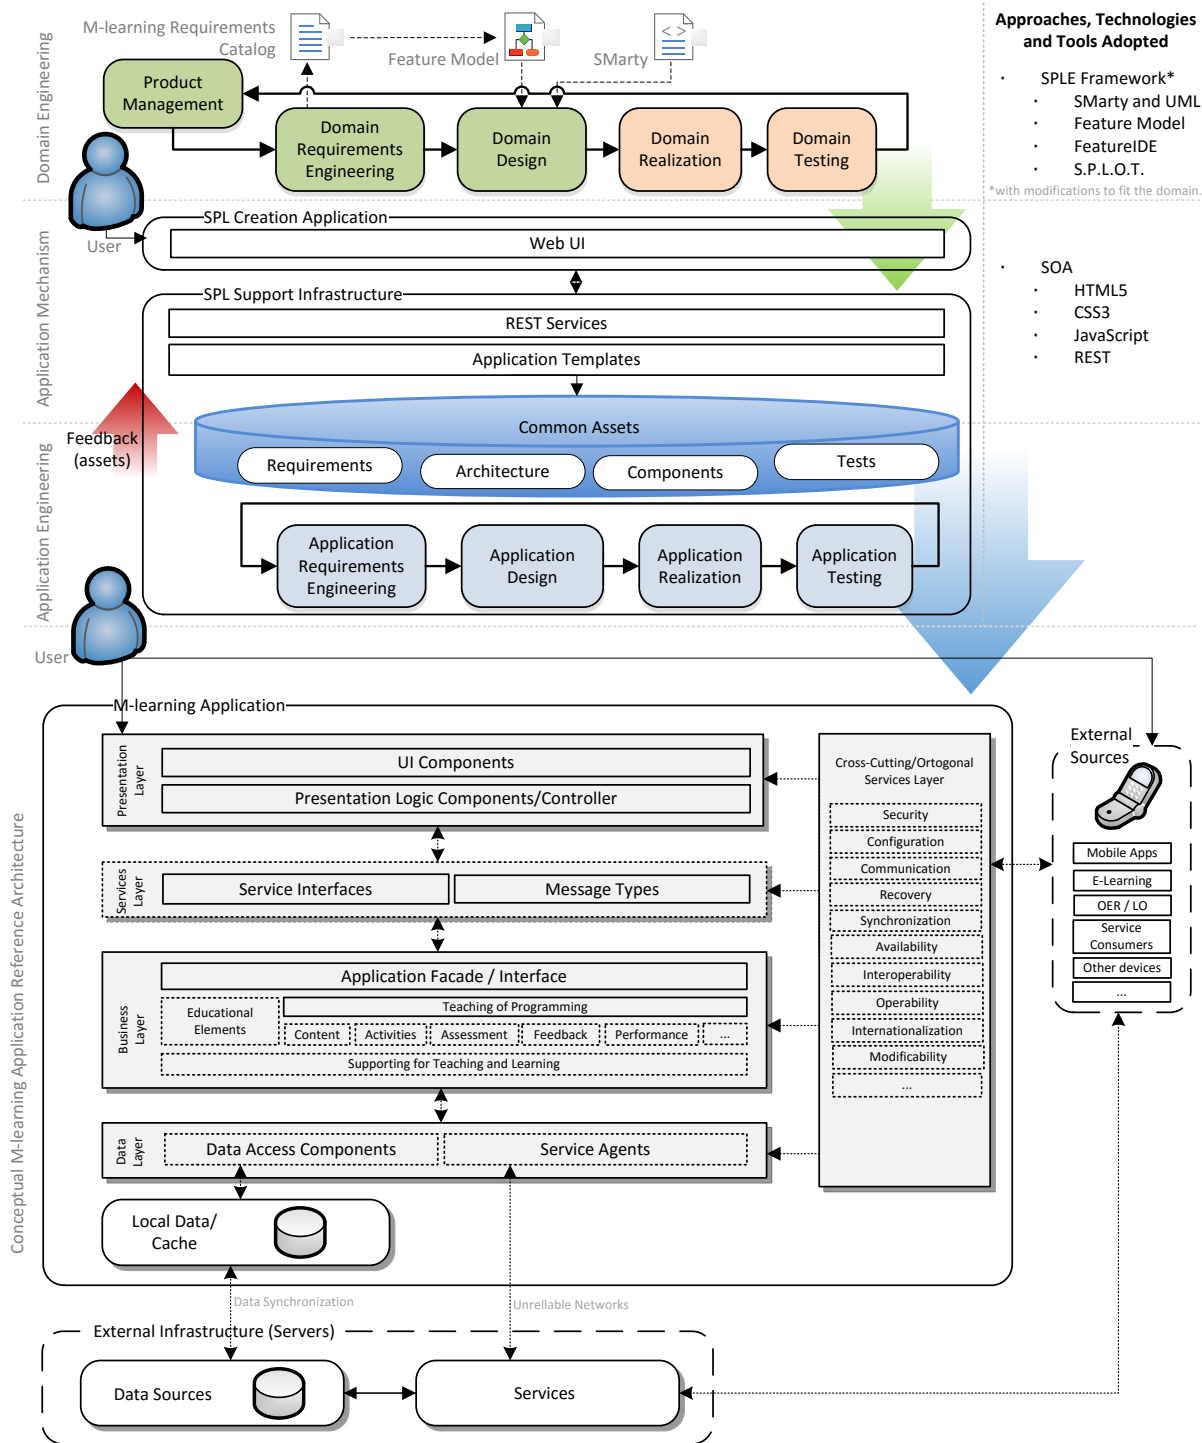 M-learning Requirements
Catalog
Feature Model
SMarty
Domain Engineering
Product
Management
Domain
Requirements
Engineering
Domain
Design
Domain
Realization
Domain
Testing
Approaches, Technologies
and Tools Adopted
· SPLE Framework*
· SMarty and UML
· Feature Model
· FeatureIDE
· S.P.L.O.T.
*with modifications to fit the domain.
User
Application Mechanism
SPL Creation Application
Web UI
SPL Support Infrastructure
REST Services
Application Templates
· SOA
· HTML5
· CSS3
· JavaScript
· REST
Feedback
(assets)
Application Engineering
Common Assets
Requirements
Architecture
Components
Tests
Application
Requirements
Engineering
Application
Design
Application
Realization
Application
Testing
User
Conceptual M-learning Application Reference Architecture
M-learning Application
Presentation
Layer
UI Components
Presentation Logic Components/Controller
Services
Layer
Service Interfaces
Message Types
Business
Layer
Application Facade / Interface
Educational
Elements
Teaching of Programming
Content
Activities
Assessment
Feedback
Performance
...
Supporting for Teaching and Learning
Data
Layer
Data Access Components
Service Agents
Local Data/
Cache
Cross-Cutting/Ortogonal
Services Layer
Security
Configuration
Communication
Recovery
Synchronization
Availability
Interoperability
Operability
Internationalization
Modificability
...
External
Sources
Mobile Apps
E-Learning
OER / LO
Service
Consumers
Other devices
...
Data Synchronization
Unrellable Networks
External Infrastructure (Servers)
Data Sources
Services